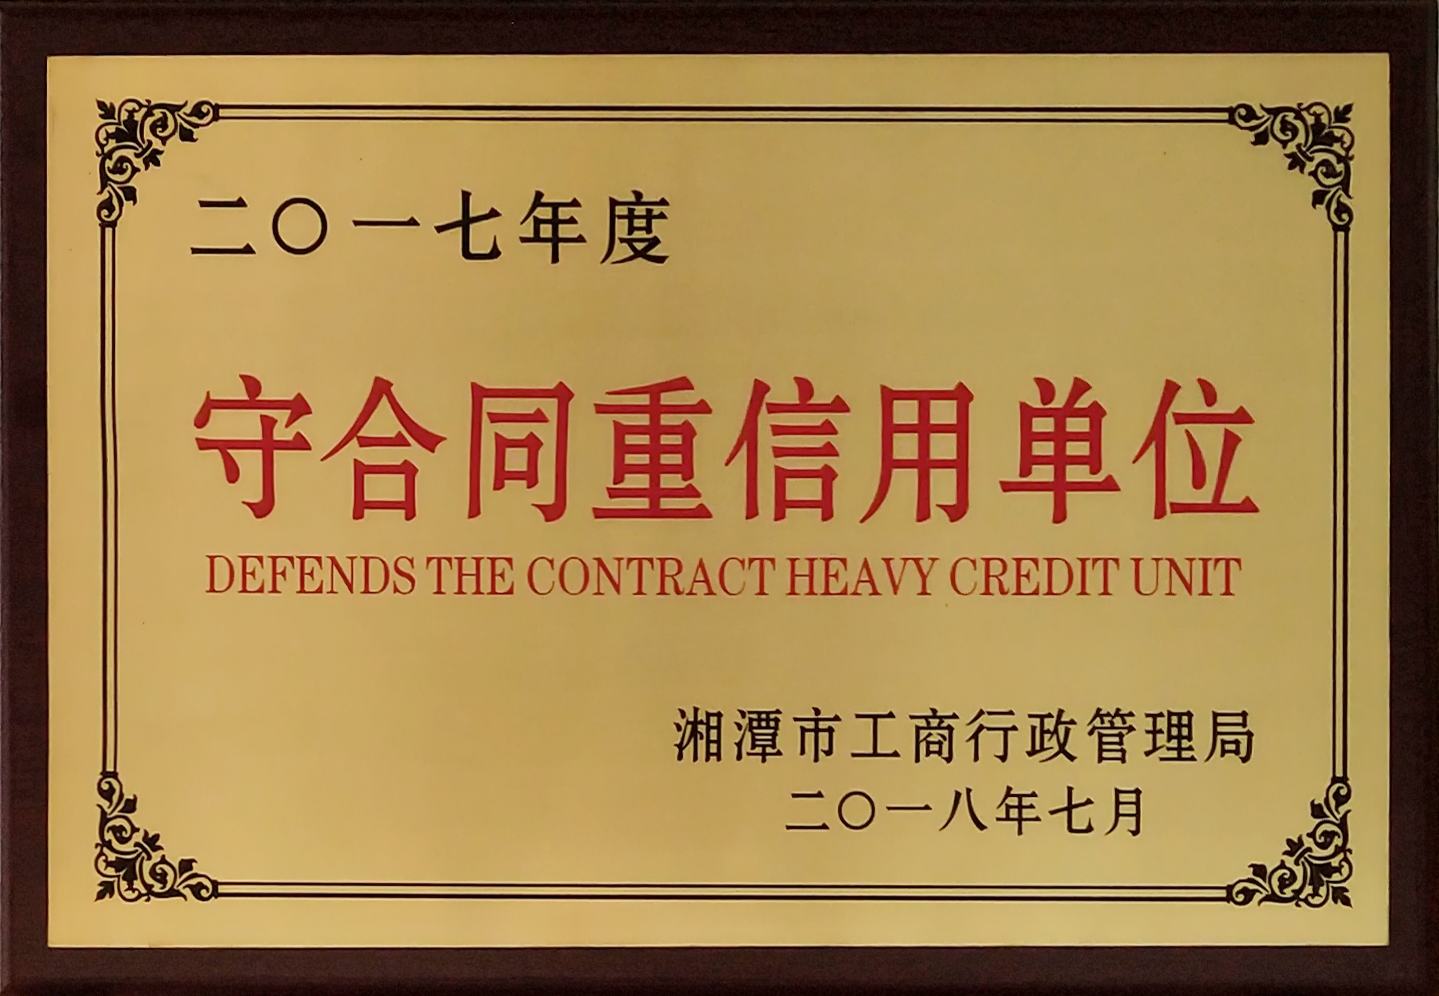 二〇一七年度
守合同重信用单位
DEFENDS THE CONTRACT HEAVY CREDIT UNIT
湘潭市工商行政管理局
二〇一八年七月